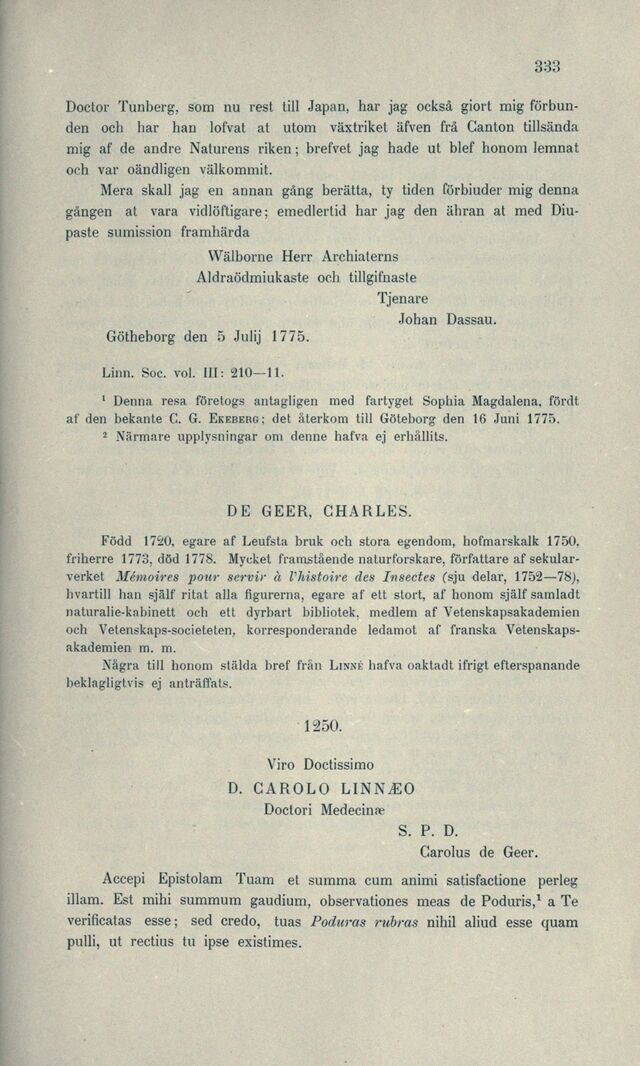 333
Doctor Tunberg, som nu rest till Japan, har jag också giort mig förbun-
den och har han lofvat at utom växtriket äfven frå Canton tillsända
mig af de andre Naturens riken; brefvet jag hade ut blef honom lemnat
och var oändligen välkommit.
Mera skall jag en annan gång berätta, ty tiden förbiuder mig denna
gången at vara vidlöftigare; emedlertid har jag den ähran at med Diu-
paste sumission framhärda
Wälborne Herr Archiaterns
Aldraödmiukaste och tillgifnaste
Tjenare
Johan Dassau.
Götheborg den 5 Julij 1775.
Linn. Soc. vol. III: 210—11.
¹ Denna resa företogs antagligen med fartyget Sophia Magdalena, fördt
af den bekante C. G. Ekeberg; det återkom till Göteborg den 16 Juni 1775.
² Närmare upplysningar om denne hafva ej erhållits.
DE GEER, CHARLES.
Född 1720, egare af Leufsta bruk och stora egendom, hofmarskalk 1750,
friherre 1773, död 1778. Mycket framstående naturforskare, författare af sekular-
verket Mémoires pour servir à l'histoire des Insectes (sju delar, 1752—78),
hvartill han själf ritat alla figurerna, egare af ett stort, af honom själf samladt
naturalie-kabinett och ett dyrbart bibliotek, medlem af Vetenskapsakademien
och Vetenskaps-societeten, korresponderande ledamot af franska Vetenskaps-
akademien m. m.
Några till honom stälda bref från Linné hafva oaktadt ifrigt efterspanande
beklagligtvis ej anträffats.
1250.
Viro Doctissimo
D. CAROLO LINNÆO
Doctori Medecinæ
S. P. D.
Carolus de Geer.
Accepi Epistolam Tuam et summa cum animi satisfactione perleg
illam. Est mihi summum gaudium, observationes meas de Poduris,¹ a Te
verificatas esse; sed credo, tuas Poduras rubras nihil aliud esse quam
pulli, ut rectius tu ipse existimes.